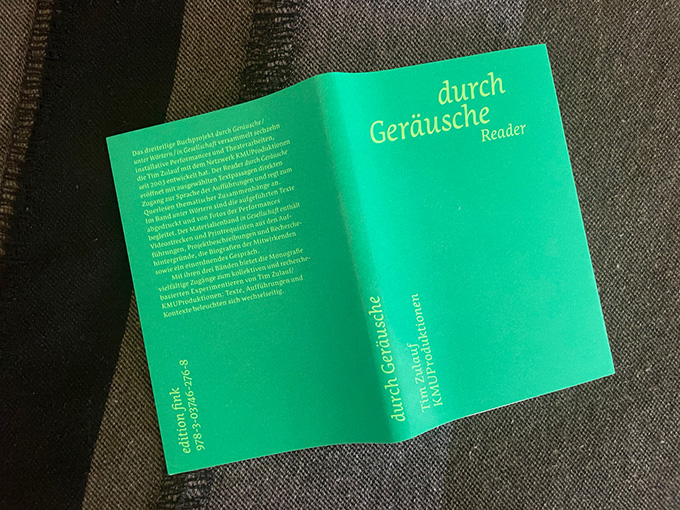 durch
Geräusche
Reader
durch Geräusche
Tim Zulauf
KMUProduktionen
Das dreiteilige Buchprojekt durch Geräusche /
unter Wörtern / in Gesellschaft versammelt sechzehn
installative Performances und Theaterarbeiten,
die Tim Zulauf mit dem Netzwerk KMUProduktionen
seit 2003 entwickelt hat. Der Reader durch Geräusche
eröffnet mit ausgewählten Textpassagen direkten
Zugang zur Sprache der Aufführungen und regt zum
Querlesen thematischer Zusammenhänge an.
Im Band unter Wörtern sind die aufgeführten Texte
abgedruckt und von Fotos der Performances
begleitet. Der Materialienband in Gesellschaft enthält
Videostrecken und Printrequisiten aus den Auf-
führungen, Projektbeschreibungen und Recherche-
hintergründe, die Biografien der Mitwirkenden
sowie ein einordnendes Gespräch.
Mit ihren drei Bänden bietet die Monografie
vielfältige Zugänge zum kollektiven und recherche-
basierten Experimentieren von Tim Zulauf/
KMUProduktionen: Texte, Aufführungen und
Kontexte beleuchten sich wechselseitig.
edition fink
978-3-03746-276-8